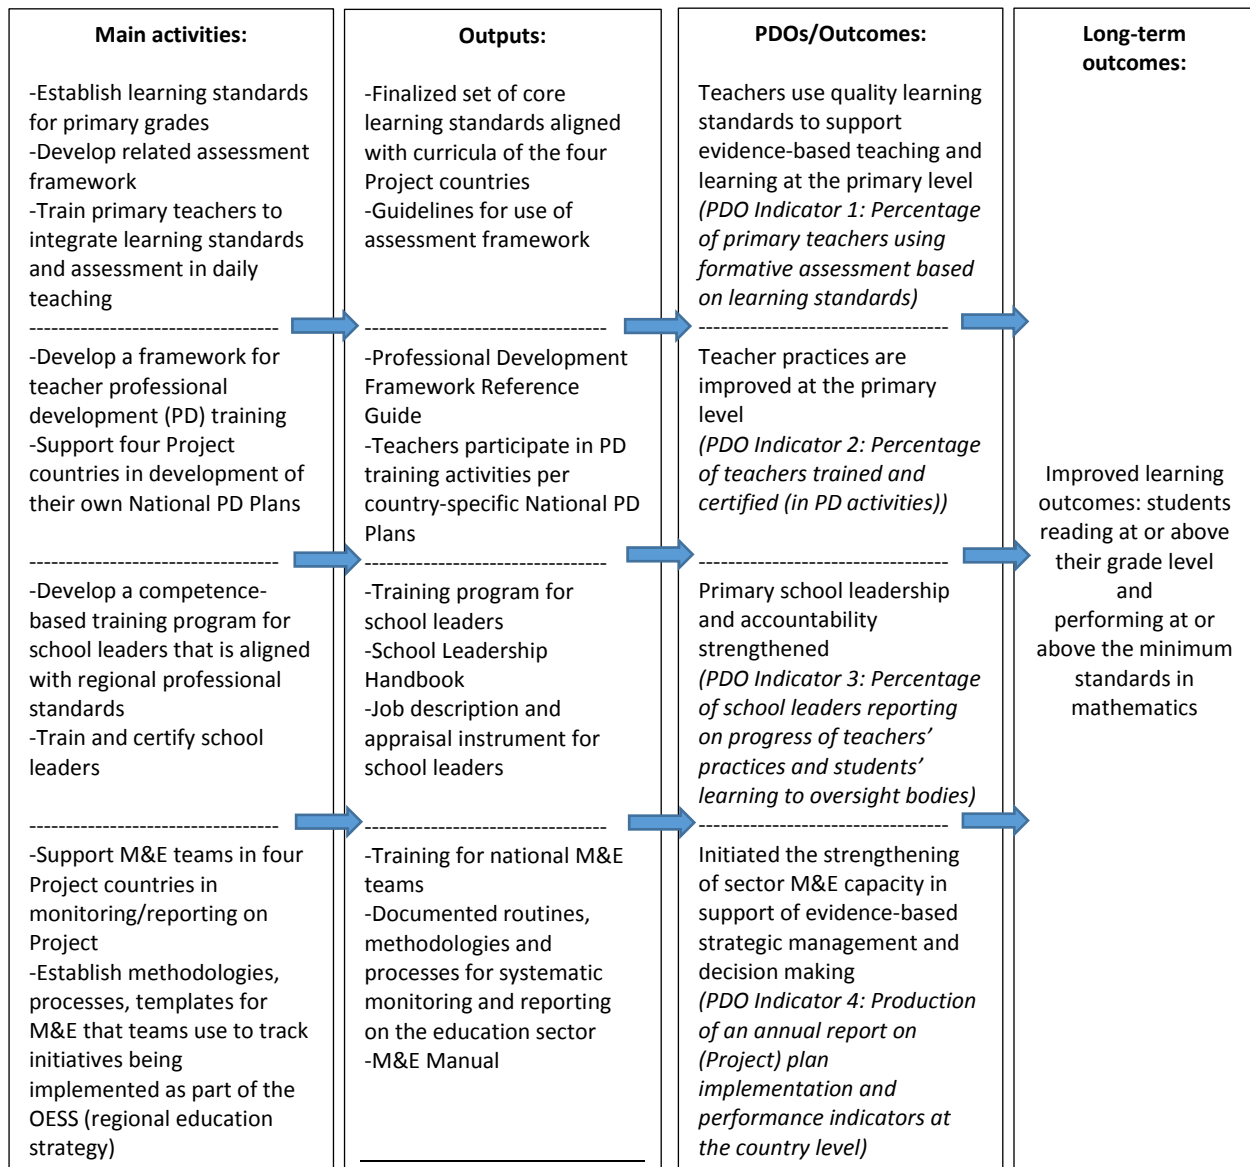 Main activities:
-Establish learning standards
for primary grades
-Develop related assessment
framework
-Train primary teachers to
integrate learning standards
and assessment in daily
teaching
----------------------------------
-Develop a framework for
teacher professional
development (PD) training
-Support four Project
countries in development of
their own National PD Plans
----------------------------------
-Develop a competence-
based training program for
school leaders that is aligned
with regional professional
standards
-Train and certify school
leaders
----------------------------------
-Support M&E teams in four
Project countries in
monitoring/reporting on
Project
-Establish methodologies,
processes, templates for
M&E that teams use to track
initiatives being
implemented as part of the
OESS (regional education
strategy)
Outputs:
-Finalized set of core
learning standards aligned
with curricula of the four
Project countries
-Guidelines for use of
assessment framework
---------------------------------
-Professional Development
Framework Reference
Guide
-Teachers participate in PD
training activities per
country-specific National PD
Plans
---------------------------------
-Training program for
school leaders
-School Leadership
Handbook
-Job description and
appraisal instrument for
school leaders
---------------------------------
-Training for national M&E
teams
-Documented routines,
methodologies and
processes for systematic
monitoring and reporting
on the education sector
-M&E Manual
PDOs/Outcomes:
Teachers use quality learning
standards to support
evidence-based teaching and
learning at the primary level
(PDO Indicator 1: Percentage
of primary teachers using
formative assessment based
on learning standards)
----------------------------------
Teacher practices are
improved at the primary
level
(PDO Indicator 2: Percentage
of teachers trained and
certified (in PD activities))
----------------------------------
Primary school leadership
and accountability
strengthened
(PDO Indicator 3: Percentage
of school leaders reporting
on progress of teachers’
practices and students’
learning to oversight bodies)
----------------------------------
Initiated the strengthening
of sector M&E capacity in
support of evidence-based
strategic management and
decision making
(PDO Indicator 4: Production
of an annual report on
(Project) plan
implementation and
performance indicators at
the country level)
Long-term
outcomes:
Improved learning
outcomes: students
reading at or above
their grade level
and
performing at or
above the minimum
standards in
mathematics